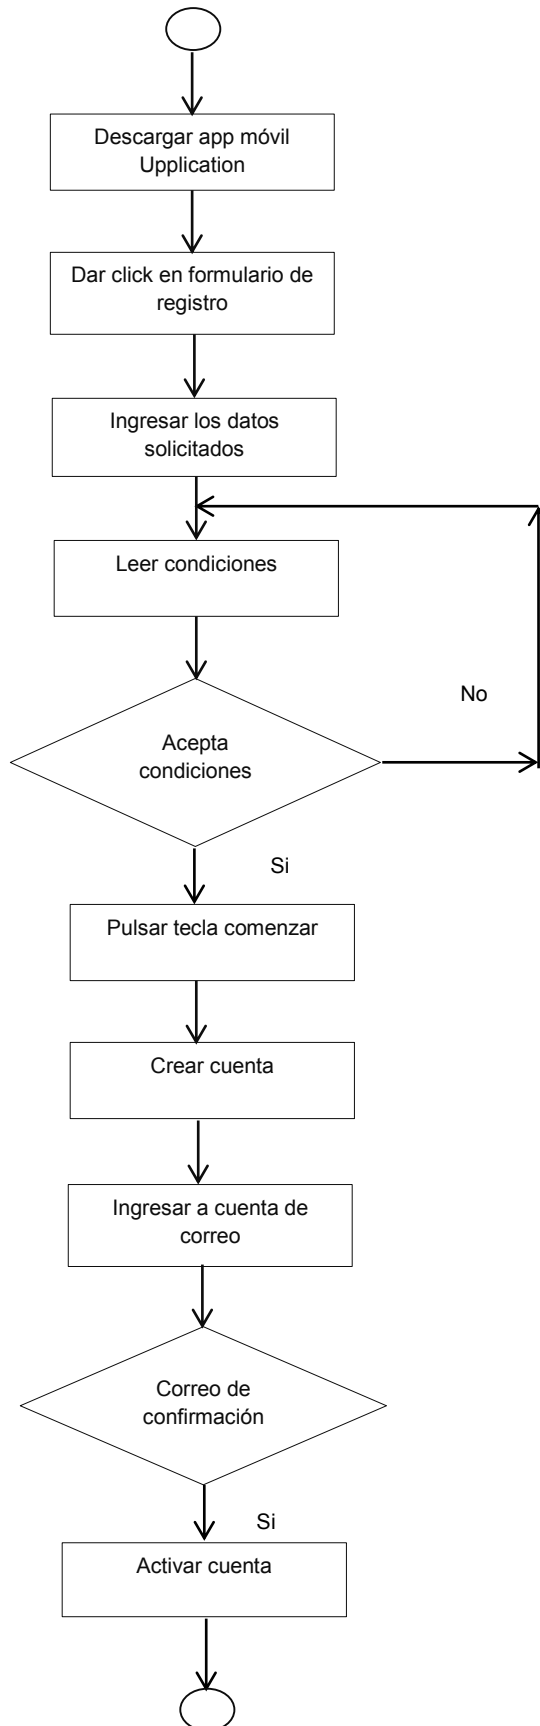 Descargar app móvil
Upplication
Dar click en formulario de
registro
Ingresar los datos
solicitados
Leer condiciones
No
Acepta
condiciones
Si
Pulsar tecla comenzar
Crear cuenta
Ingresar a cuenta de
correo
Correo de
confirmación
Si
Activar cuenta